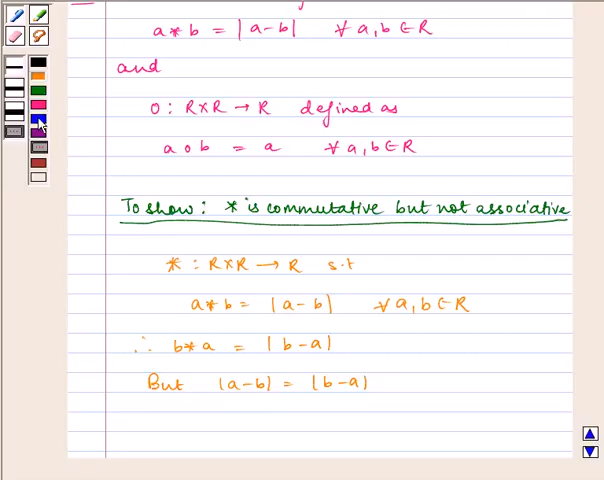 a * b = |a-b| ∀ a,b ∈ R
and
o : R×R → R defined as
a o b = a ∀ a,b ∈ R
To show : * is commutative but not associative
* : R×R → R s.t
a * b = |a - b| ∀ a,b ∈ R
∴ b * a = |b - a|
But |a-b| = |b-a|